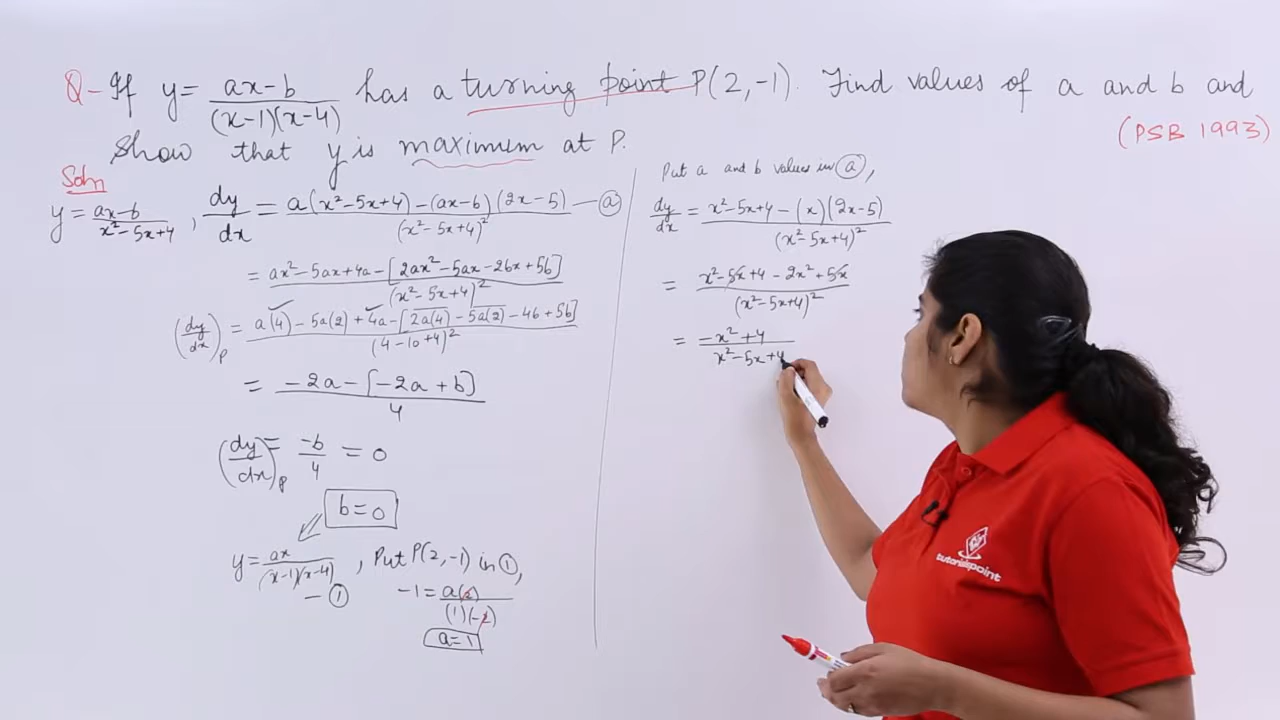 Q- If y = (ax-b)/((x-1)(x-4)) has a turning point P(2,-1). Find values of a and b and
Show that y is maximum at P.
(PSB 1993)
Soln
y = (ax-b)/(x²-5x+4) , dy/dx = (a(x²-5x+4)-(ax-b)(2x-5))/(x²-5x+4)² — ⓐ
= (ax²-5ax+4a-[2ax²-5ax-2bx+5b])/(x²-5x+4)²
(dy/dx)_P = (a(4)-5a(2)+4a-[2a(4)-5a(2)-4b+5b])/(4-10+4)²
= (-2a-[-2a+b])/4
(dy/dx)_P = -b/4 = 0
b=0
y = ax/((x-1)(x-4)) — ① , Put P(2,-1) in ①,
-1 = a(2)/((1)(-2))
a=1
Put a and b values in ⓐ,
dy/dx = (x²-5x+4-(x)(2x-5))/(x²-5x+4)²
= (x²-5x+4-2x²+5x)/(x²-5x+4)²
= (-x²+4)/(x²-5x+4
tutorialspoint